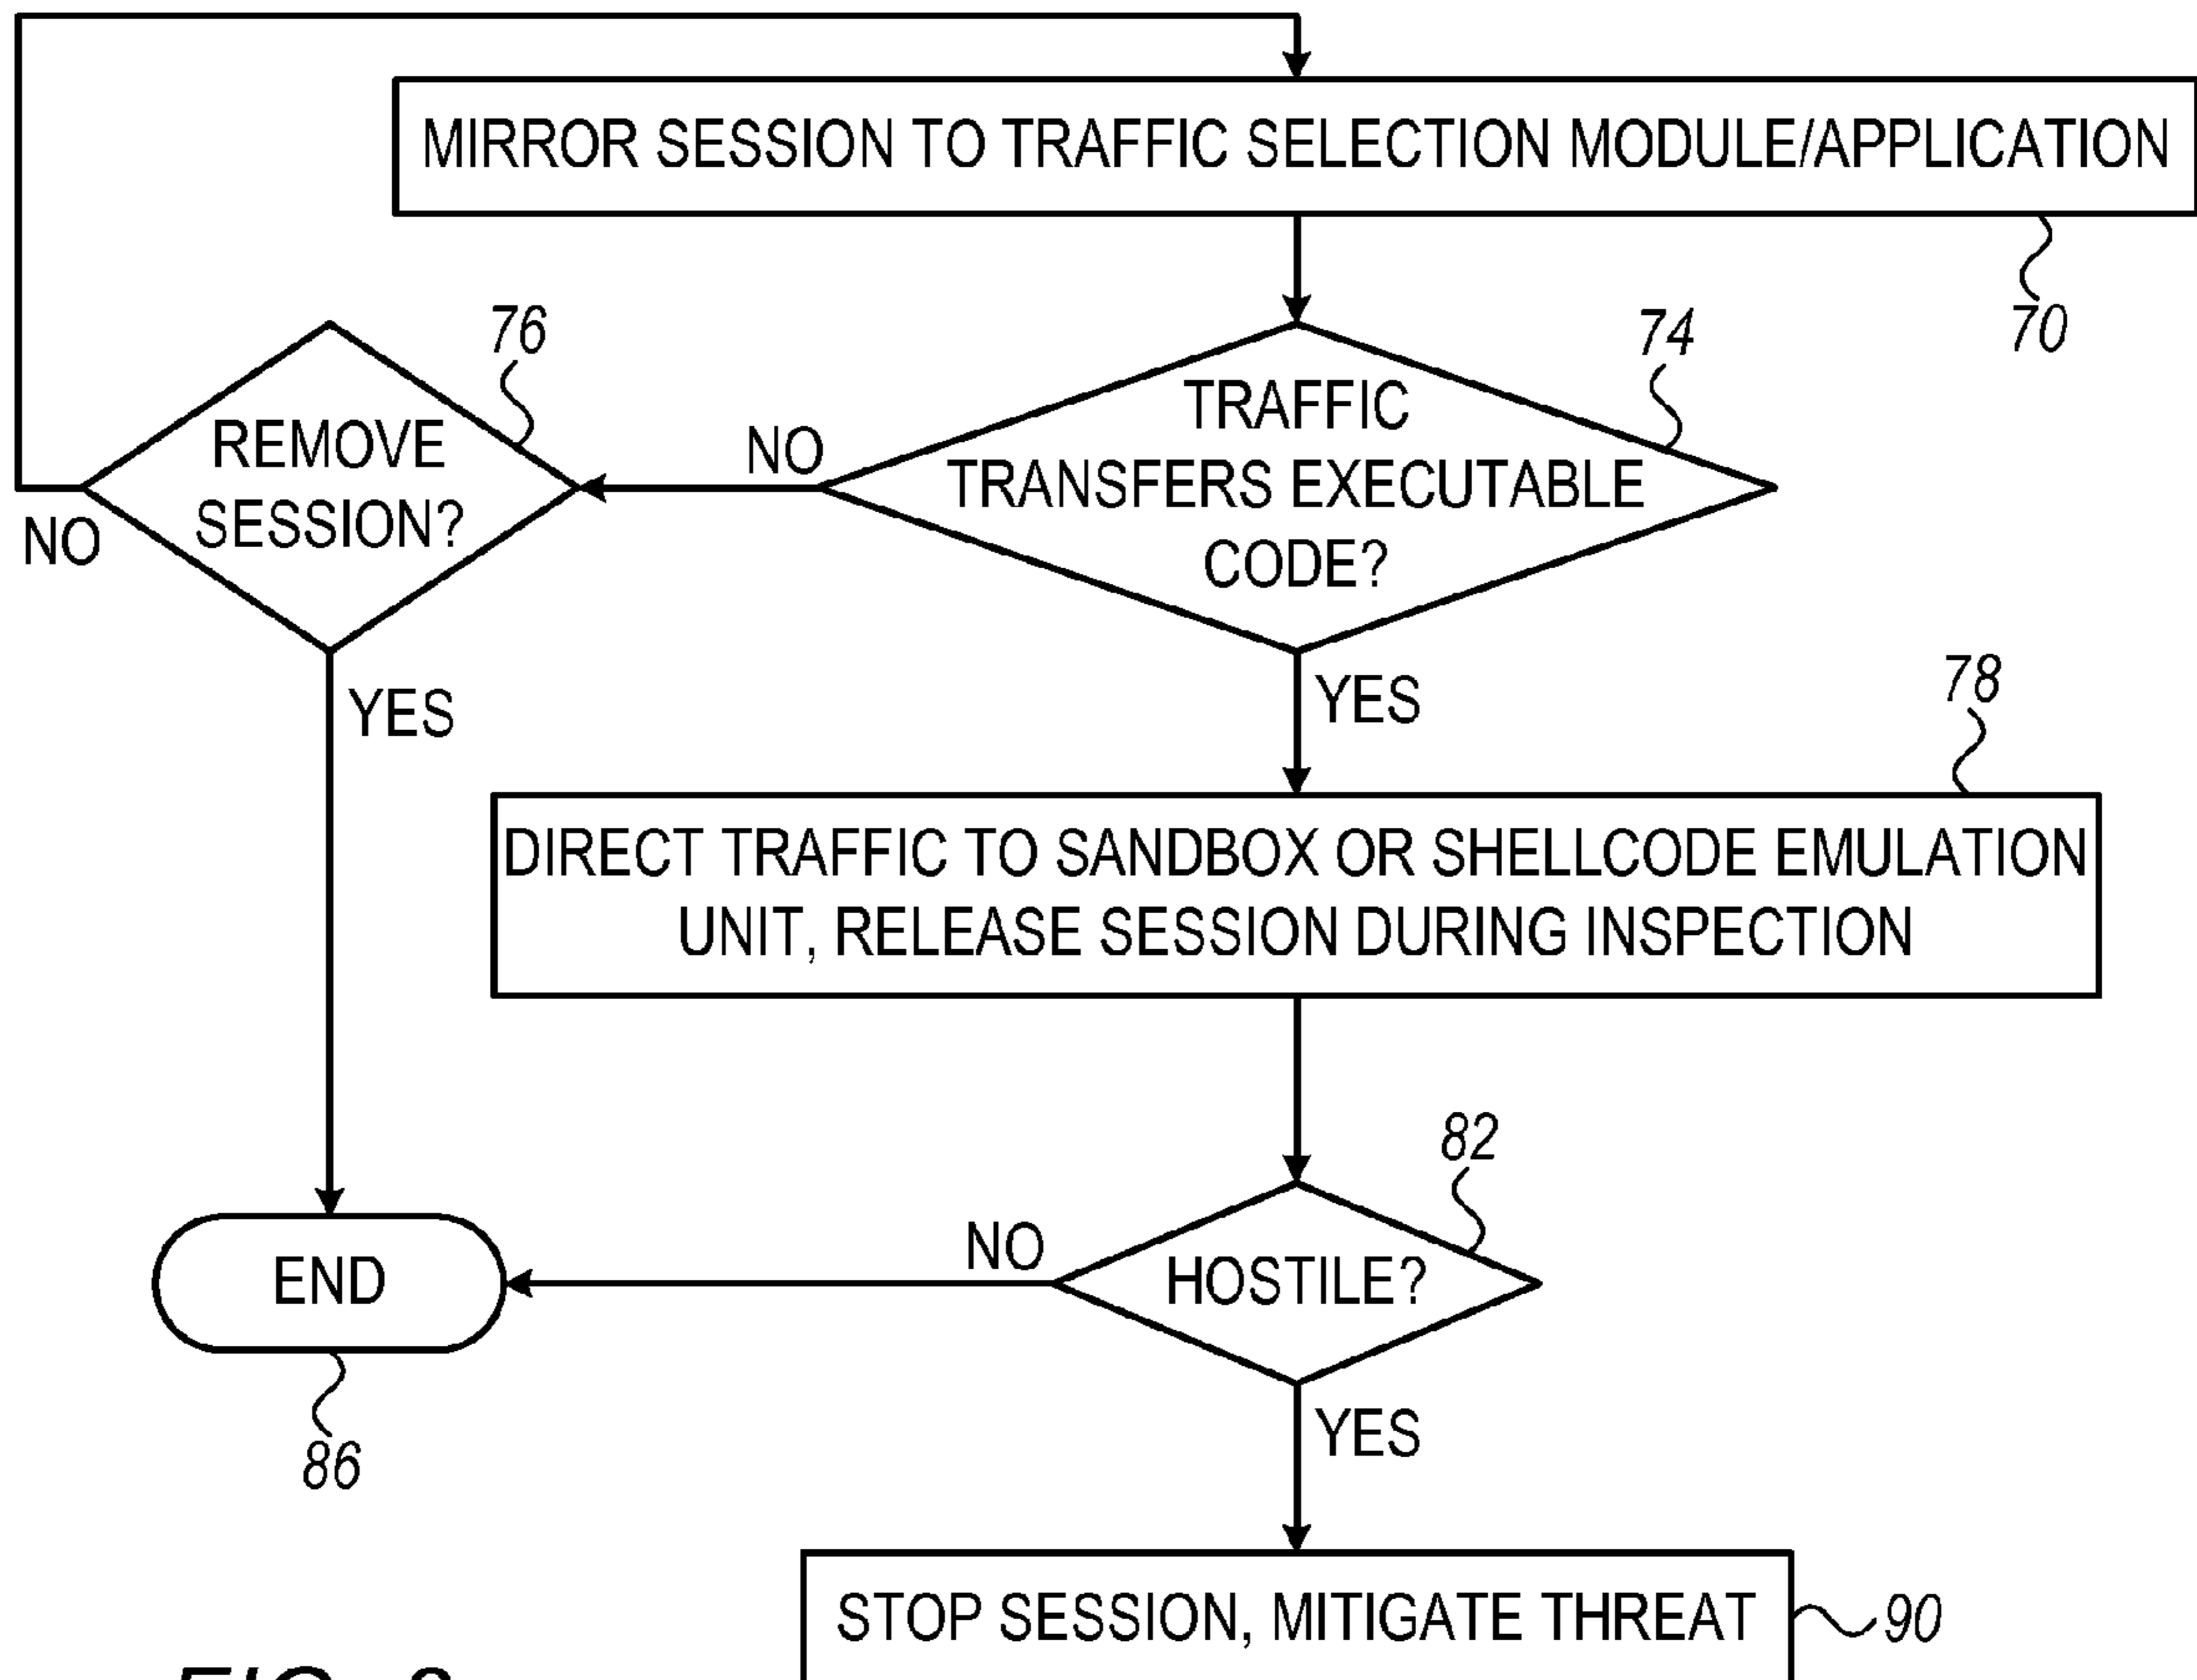 MIRROR SESSION TO TRAFFIC SELECTION MODULE/APPLICATION
70
76
74
REMOVE
SESSION?
NO
NO
TRAFFIC
TRANSFERS EXECUTABLE
CODE?
YES
YES
78
DIRECT TRAFFIC TO SANDBOX OR SHELLCODE EMULATION
UNIT, RELEASE SESSION DURING INSPECTION
82
END
NO
HOSTILE?
86
YES
STOP SESSION, MITIGATE THREAT
90